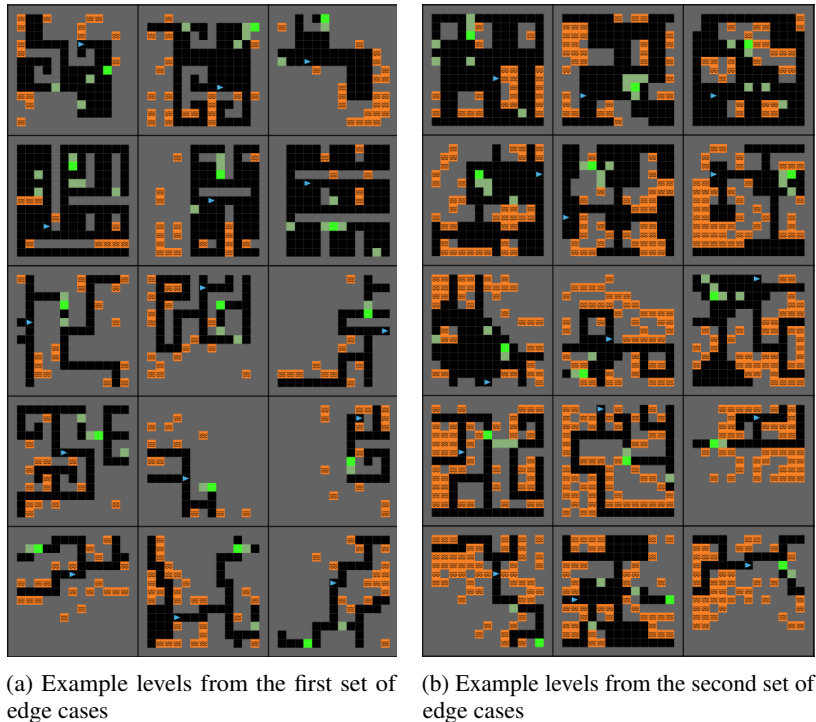 (a) Example levels from the first set of
edge cases
(b) Example levels from the second set of
edge cases